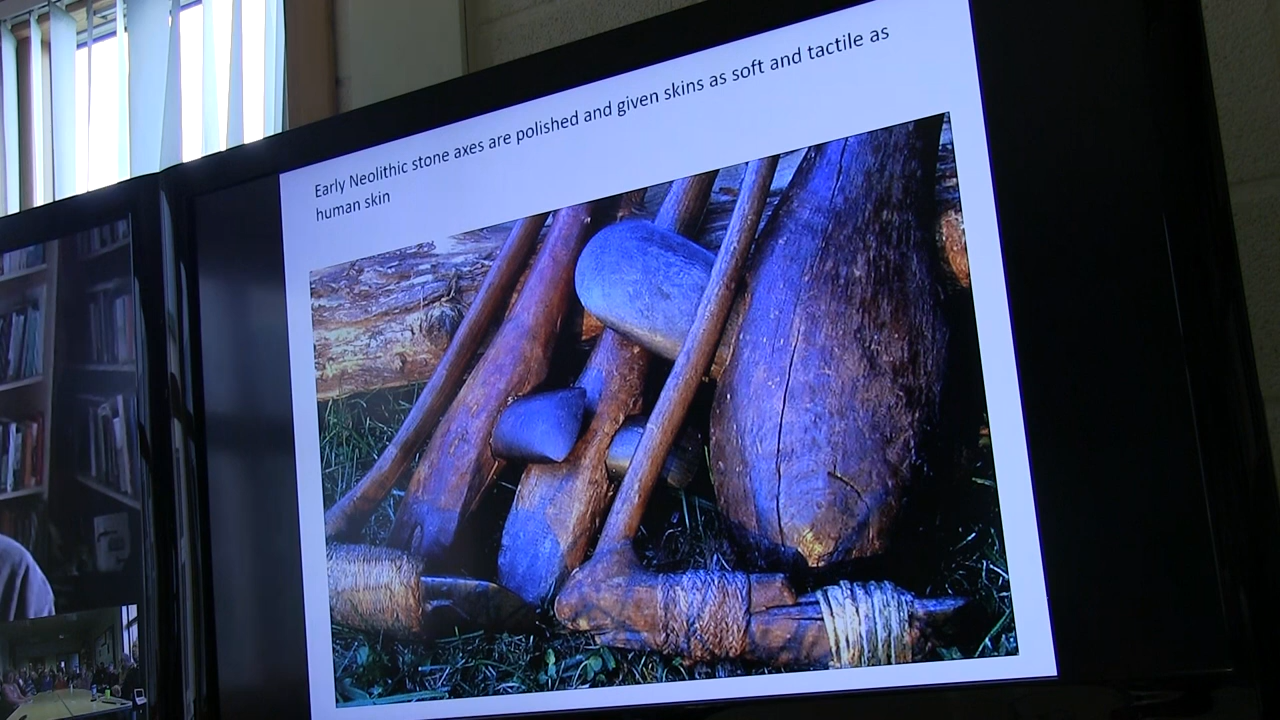 Early Neolithic stone axes are polished and given skins as soft and tactile as
human skin